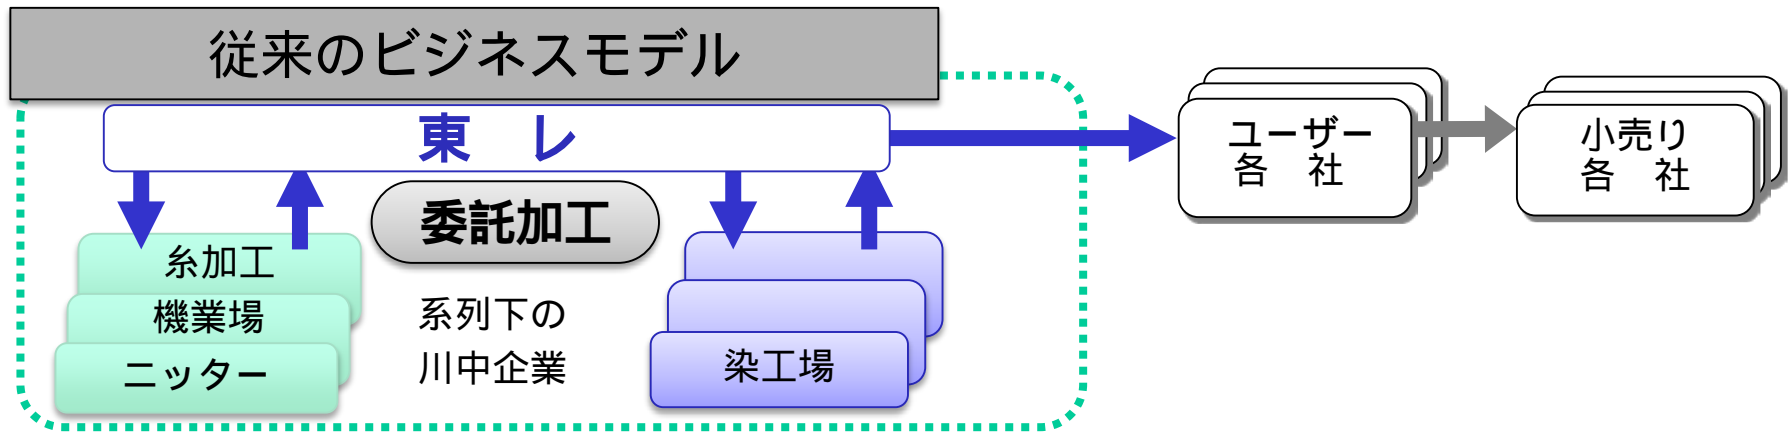 従来のビジネスモデル
東　レ
ユーザー
各　社
小売り
各　社
委託加工
糸加工
機業場
ニッター
系列下の
川中企業
染工場